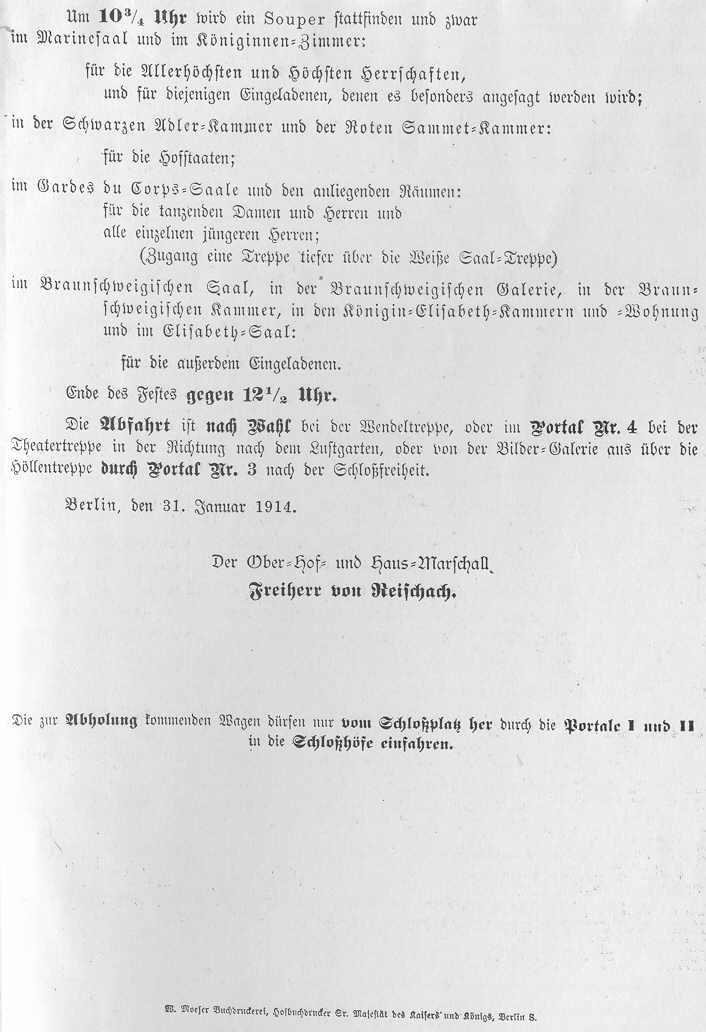 Um 10¾ Uhr wird ein Souper stattfinden und zwar
im Marinesaal und im Königinnen-Zimmer:
für die Allerhöchsten und Höchsten Herrschaften,
und für diejenigen Eingeladenen, denen es besonders angesagt werden wird;
in der Schwarzen Adler-Kammer und der Roten Sammet-Kammer:
für die Hofstaaten;
im Gardes du Corps-Saale und den anliegenden Räumen:
für die tanzenden Damen und Herren und
alle einzelnen jüngeren Herren;
(Zugang eine Treppe tiefer über die Weiße Saal-Treppe)
im Braunschweigischen Saal, in der Braunschweigischen Galerie, in der Braun-
schweigischen Kammer, in den Königin-Elisabeth-Kammern und -Wohnung
und im Elisabeth-Saal:
für die außerdem Eingeladenen.
Ende des Festes gegen 12½ Uhr.
Die Abfahrt ist nach Wahl bei der Wendeltreppe, oder im Portal Nr. 4 bei der
Theatertreppe in der Richtung nach dem Lustgarten, oder von der Bilder-Galerie aus über die
Höllentreppe durch Portal Nr. 3 nach der Schloßfreiheit.
Berlin, den 31. Januar 1914.
Der Ober-Hof- und Haus-Marschall
Freiherr von Reischach.
Die zur Abholung kommenden Wagen dürfen nur vom Schloßplatz her durch die Portale I und II
in die Schloßhöfe einfahren.
W. Moeser Buchdruckerei, Hofbuchdrucker Sr. Majestät des Kaisers und Königs, Berlin S.